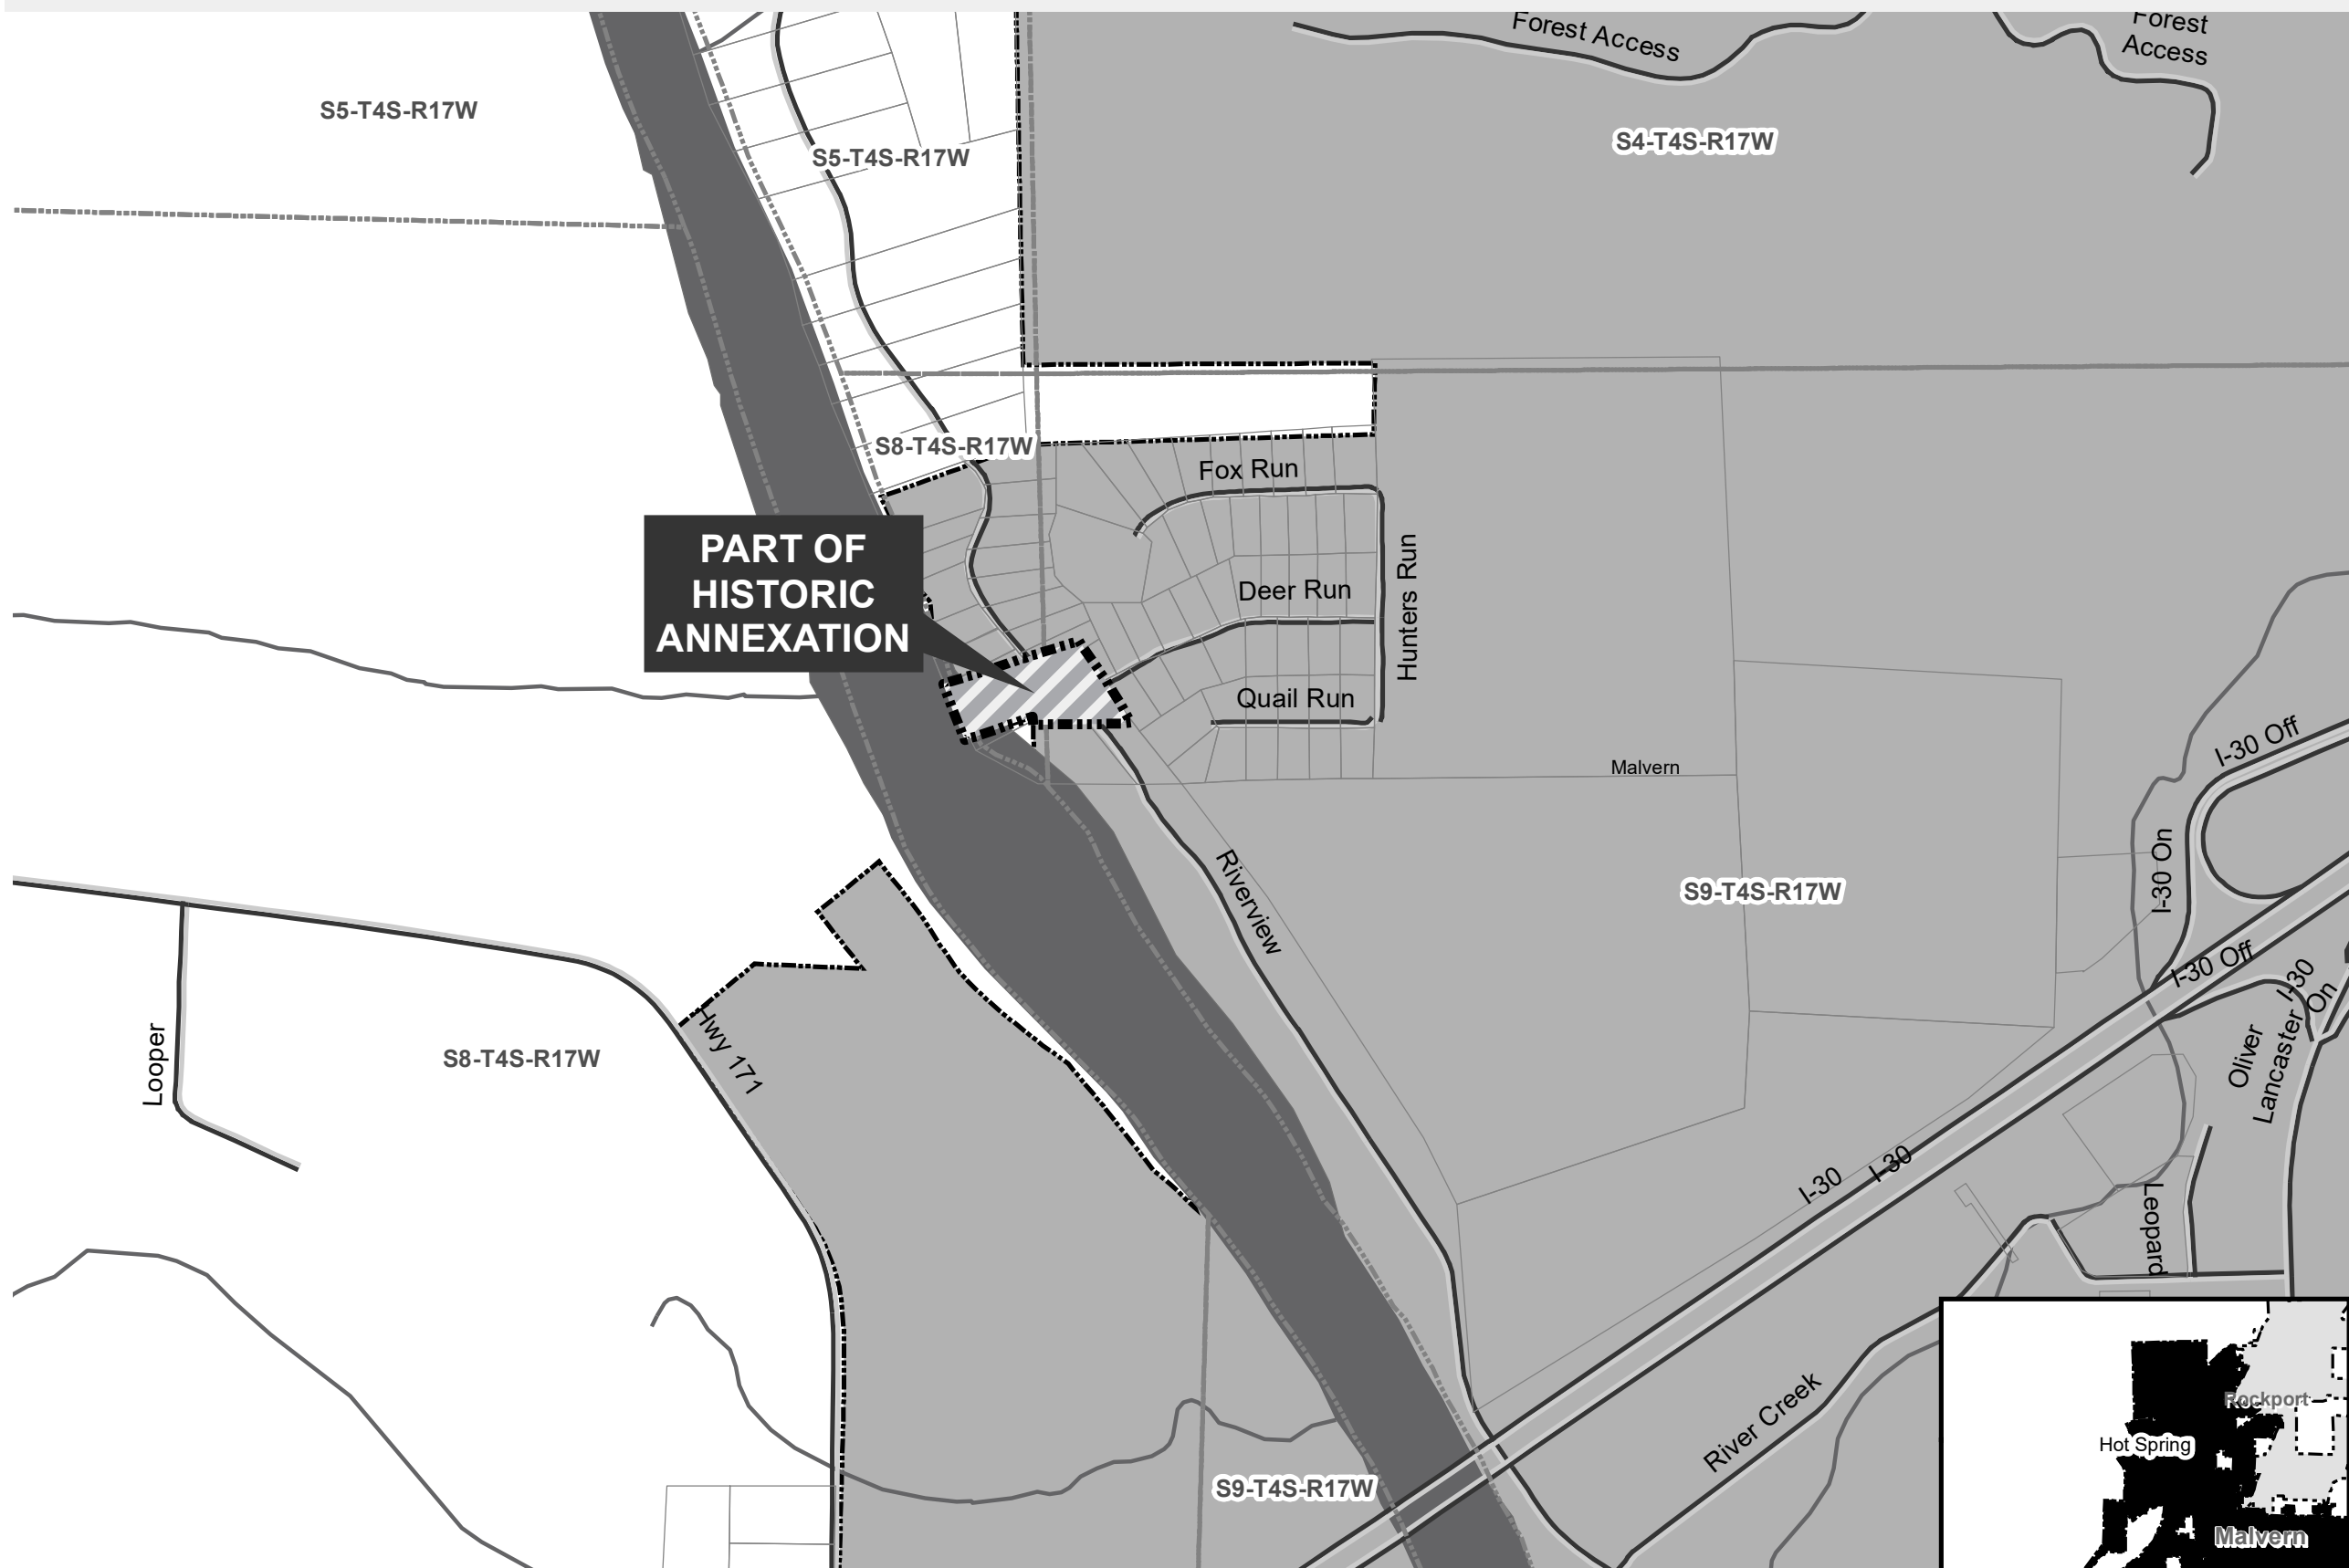 Forest Access
Forest
Access
S5-T4S-R17W
S5-T4S-R17W
S4-T4S-R17W
S8-T4S-R17W
Fox Run
PART OF
HISTORIC
ANNEXATION
Deer Run
Hunters Run
Quail Run
I-30 Off
Malvern
I-30 On
Riverview
S9-T4S-R17W
I-30 Off
I-30
On
Hwy 171
Looper
S8-T4S-R17W
Oliver
Lancaster
I-30
I-30
Leopard
River Creek
Rockport
Hot Spring
S9-T4S-R17W
Malvern